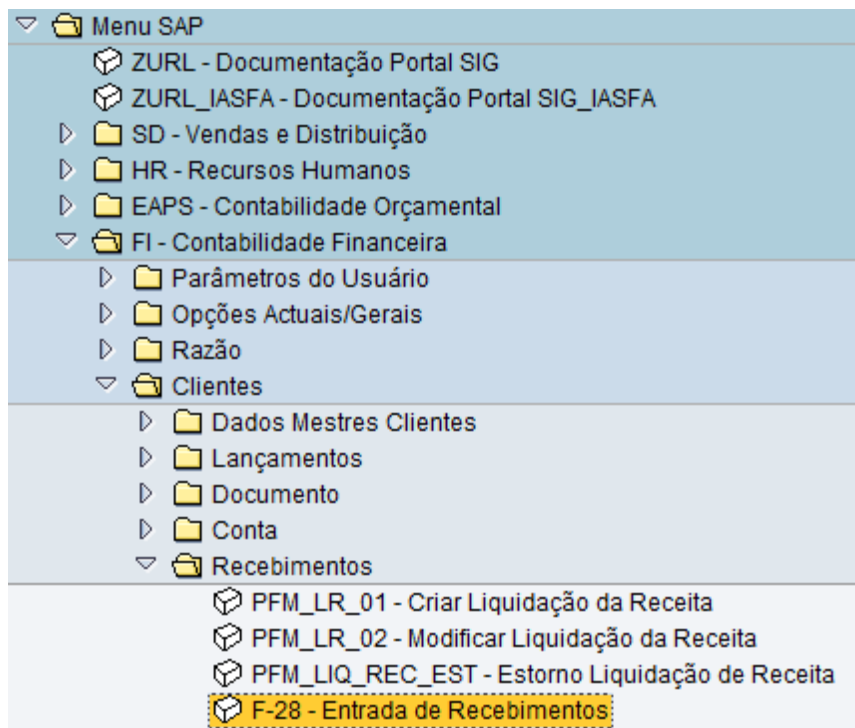 Menu SAP
ZURL - Documentação Portal SIG
ZURL_IASFA - Documentação Portal SIG_IASFA
SD - Vendas e Distribuição
HR - Recursos Humanos
EAPS - Contabilidade Orçamental
FI - Contabilidade Financeira
Parâmetros do Usuário
Opções Actuais/Gerais
Razão
Clientes
Dados Mestres Clientes
Lançamentos
Documento
Conta
Recebimentos
PFM_LR_01 - Criar Liquidação da Receita
PFM_LR_02 - Modificar Liquidação da Receita
PFM_LIQ_REC_EST - Estorno Liquidação de Receita
F-28 - Entrada de Recebimentos